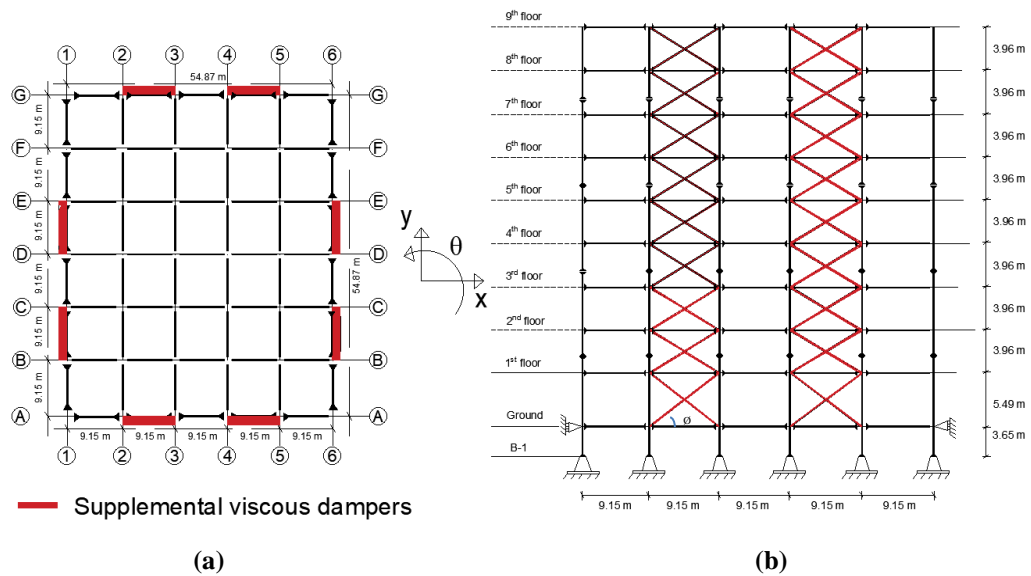 1 2 3 4 5 6
54.87 m
G G
9.15 m
F F
9.15 m
E E
9.15 m
D D
9.15 m
54.87 m
C C
9.15 m
B B
9.15 m
A A
9.15 m 9.15 m 9.15 m 9.15 m 9.15 m
1 2 3 4 5 6
Supplemental viscous dampers
(a)
y
θ
x
9th floor
3.96 m
8th floor
3.96 m
7th floor
3.96 m
6th floor
3.96 m
5th floor
3.96 m
4th floor
3.96 m
3rd floor
3.96 m
2nd floor
3.96 m
1st floor
5.49 m
Ground
ø
3.65 m
B-1
9.15 m 9.15 m 9.15 m 9.15 m 9.15 m
(b)